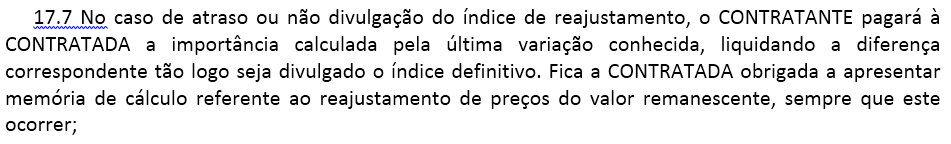 17.7 No caso de atraso ou não divulgação do índice de reajustamento, o CONTRATANTE pagará à
CONTRATADA a importância calculada pela última variação conhecida, liquidando a diferença
correspondente tão logo seja divulgado o índice definitivo. Fica a CONTRATADA obrigada a apresentar
memória de cálculo referente ao reajustamento de preços do valor remanescente, sempre que este
ocorrer;